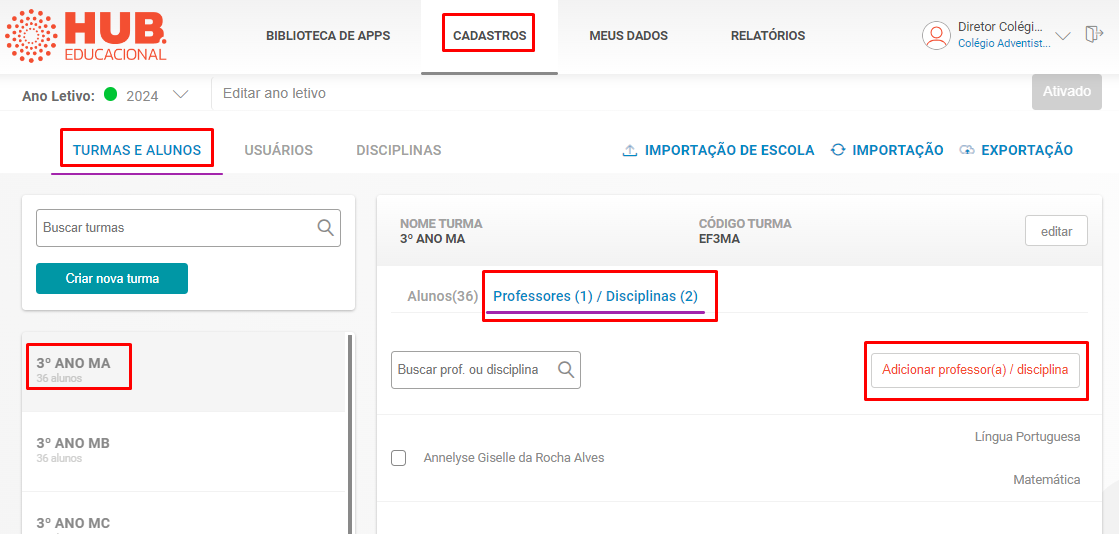 HUB
EDUCACIONAL
BIBLIOTECA DE APPS
CADASTROS
MEUS DADOS
RELATÓRIOS
Diretor Colégi...
Colégio Adventist...
Ano Letivo: 2024
Editar ano letivo
Ativado
TURMAS E ALUNOS
USUÁRIOS
DISCIPLINAS
IMPORTAÇÃO DE ESCOLA
IMPORTAÇÃO
EXPORTAÇÃO
Buscar turmas
Criar nova turma
3º ANO MA
36 alunos
3º ANO MB
36 alunos
3º ANO MC
NOME TURMA
3º ANO MA
CÓDIGO TURMA
EF3MA
editar
Alunos(36)
Professores (1) / Disciplinas (2)
Buscar prof. ou disciplina
Adicionar professor(a) / disciplina
Annelyse Giselle da Rocha Alves
Língua Portuguesa
Matemática